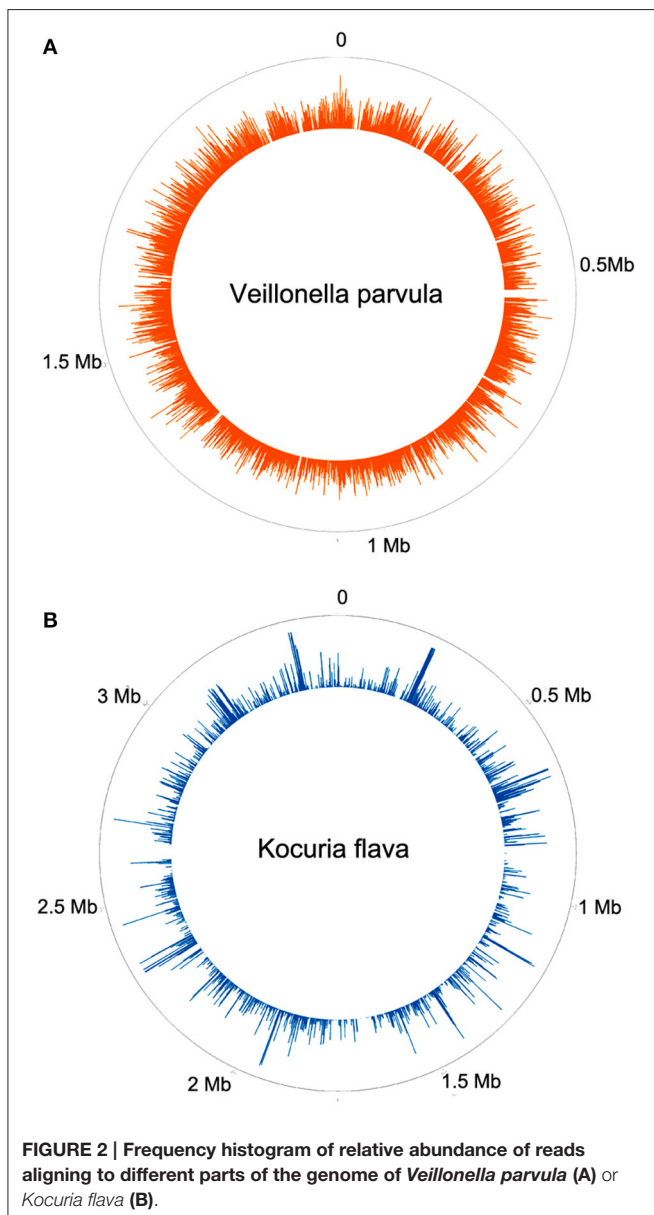 A
0
0.5Mb
Veillonella parvula
1.5 Mb
1 Mb
B
0
3 Mb
0.5 Mb
Kocuria flava
2.5 Mb
1 Mb
2 Mb
1.5 Mb
FIGURE 2 | Frequency histogram of relative abundance of reads
aligning to different parts of the genome of Veillonella parvula (A) or
Kocuria flava (B).